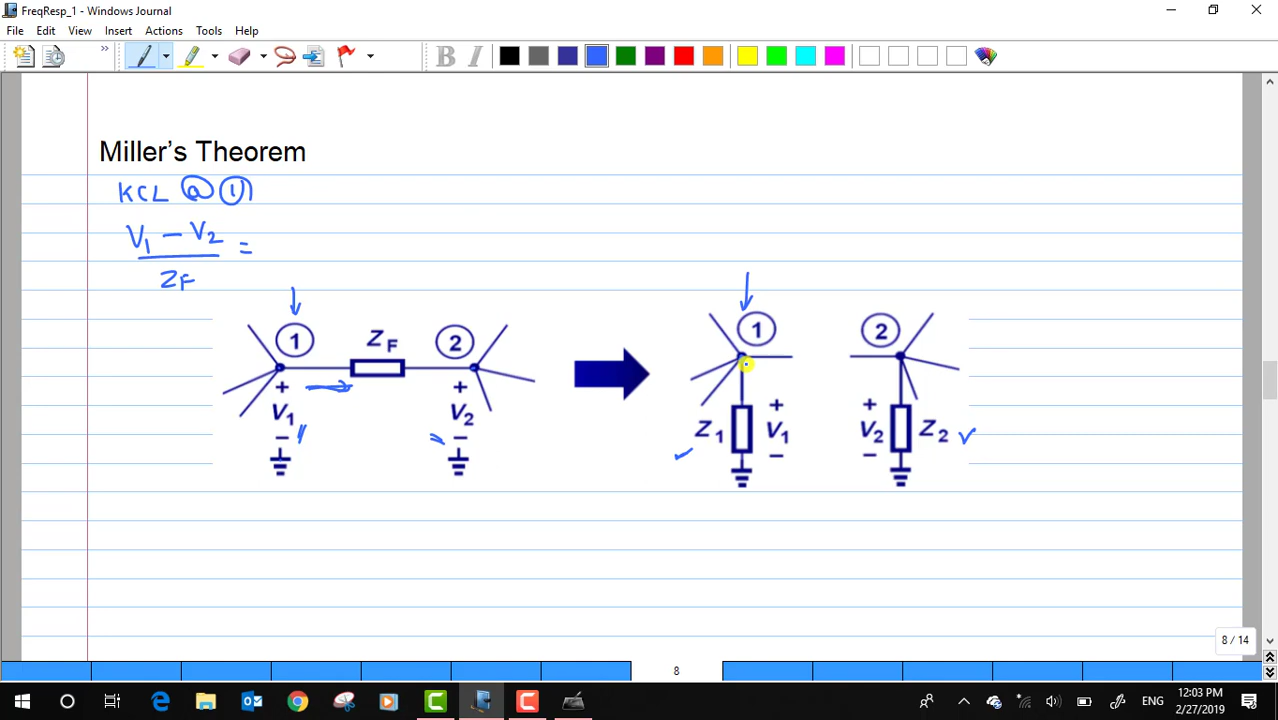 FreqResp_1 - Windows Journal
File Edit View Insert Actions Tools Help
B I
Miller's Theorem
KCL @ 1
V1 - V2 =
ZF
1 ZF 2
+ V1 -
+ V2 -
1 2
Z1 + V1 -
+ V2 - Z2
8 / 14
8
ENG
12:03 PM
2/27/2019